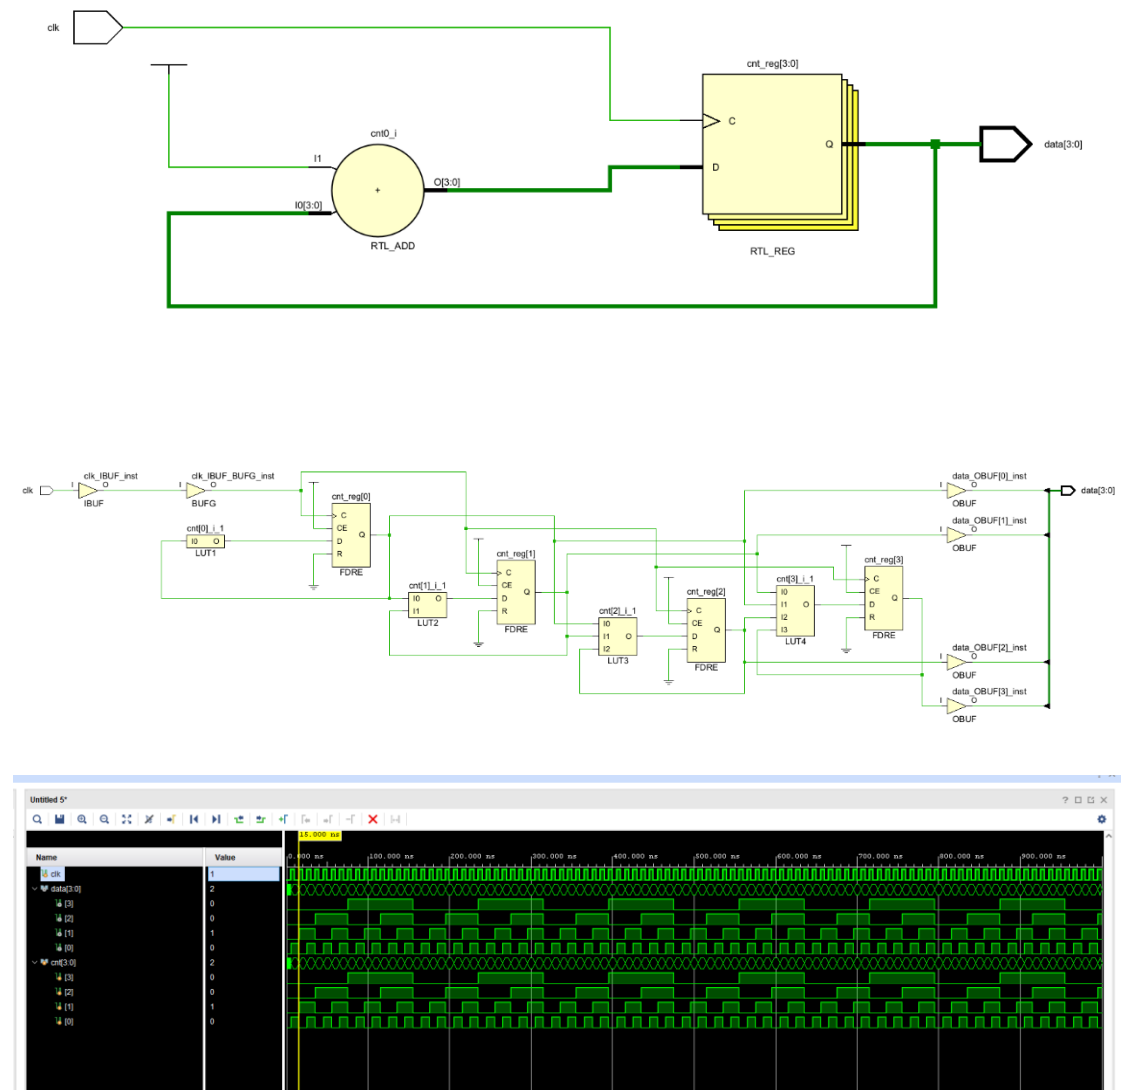 clk
cnt_reg[3:0]
cnt0_i
C
I1
Q
data[3:0]
+
D
O[3:0]
I0[3:0]
RTL_ADD
RTL_REG
clk_IBUF_inst
clk_IBUF_BUFG_inst
data_OBUF[0]_inst
clk
I O
IBUF
I O
BUFG
cnt_reg[0]
C
CE
D
R
Q
FDRE
cnt[0]_i_1
I0 O
LUT1
cnt_reg[1]
C
CE
D
R
Q
FDRE
cnt[1]_i_1
I0
I1
O
LUT2
cnt_reg[2]
C
CE
D
R
Q
FDRE
cnt[2]_i_1
I0
I1
I2
O
LUT3
cnt_reg[3]
C
CE
D
R
Q
FDRE
cnt[3]_i_1
I0
I1
I2
I3
O
LUT4
I O
OBUF
data[3:0]
data_OBUF[1]_inst
I O
OBUF
data_OBUF[2]_inst
I O
OBUF
data_OBUF[3]_inst
I O
OBUF
Untitled 5*
15.000 ns
Name Value
0.000 ns 100.000 ns 200.000 ns 300.000 ns 400.000 ns 500.000 ns 600.000 ns 700.000 ns 800.000 ns 900.000 ns
clk 1
data[3:0] 2
[3] 0
[2] 0
[1] 1
[0] 0
cnt[3:0] 2
[3] 0
[2] 0
[1] 1
[0] 0